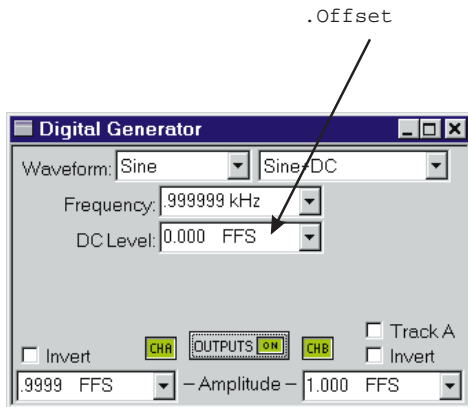 .Offset
Digital Generator
Waveform: Sine Sine+DC
Frequency: .999999 kHz
DC Level: 0.000 FFS
Track A
Invert CHA OUTPUTS ON CHB Invert
.9999 FFS – Amplitude – 1.000 FFS